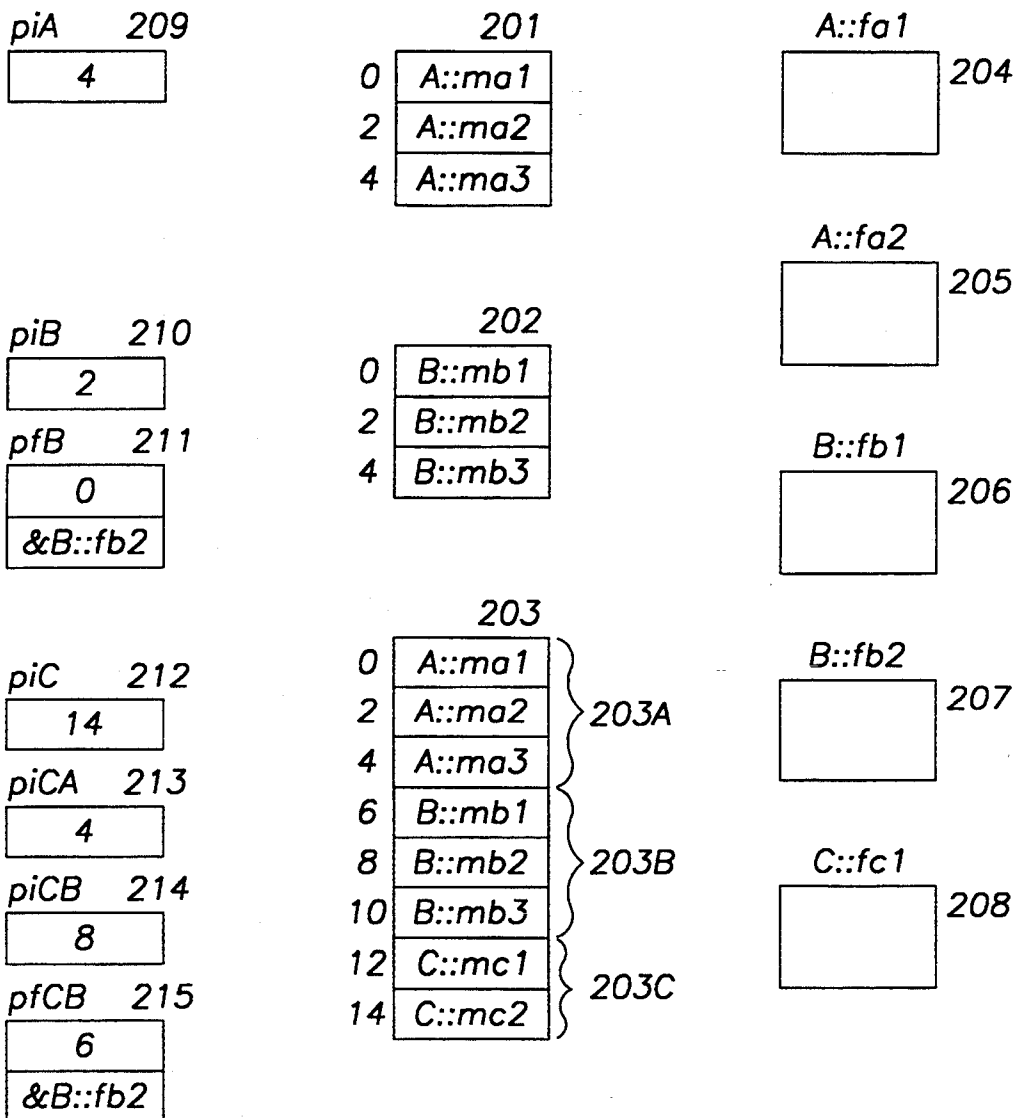 piA 209
4
201
0 A::ma1
2 A::ma2
4 A::ma3
A::fa1
204
A::fa2
205
piB 210
2
pfB 211
0
&B::fb2
202
0 B::mb1
2 B::mb2
4 B::mb3
B::fb1
206
piC 212
14
piCA 213
4
piCB 214
8
pfCB 215
6
&B::fb2
203
0 A::ma1
2 A::ma2
4 A::ma3
203A
6 B::mb1
8 B::mb2
10 B::mb3
203B
12 C::mc1
14 C::mc2
203C
B::fb2
207
C::fc1
208